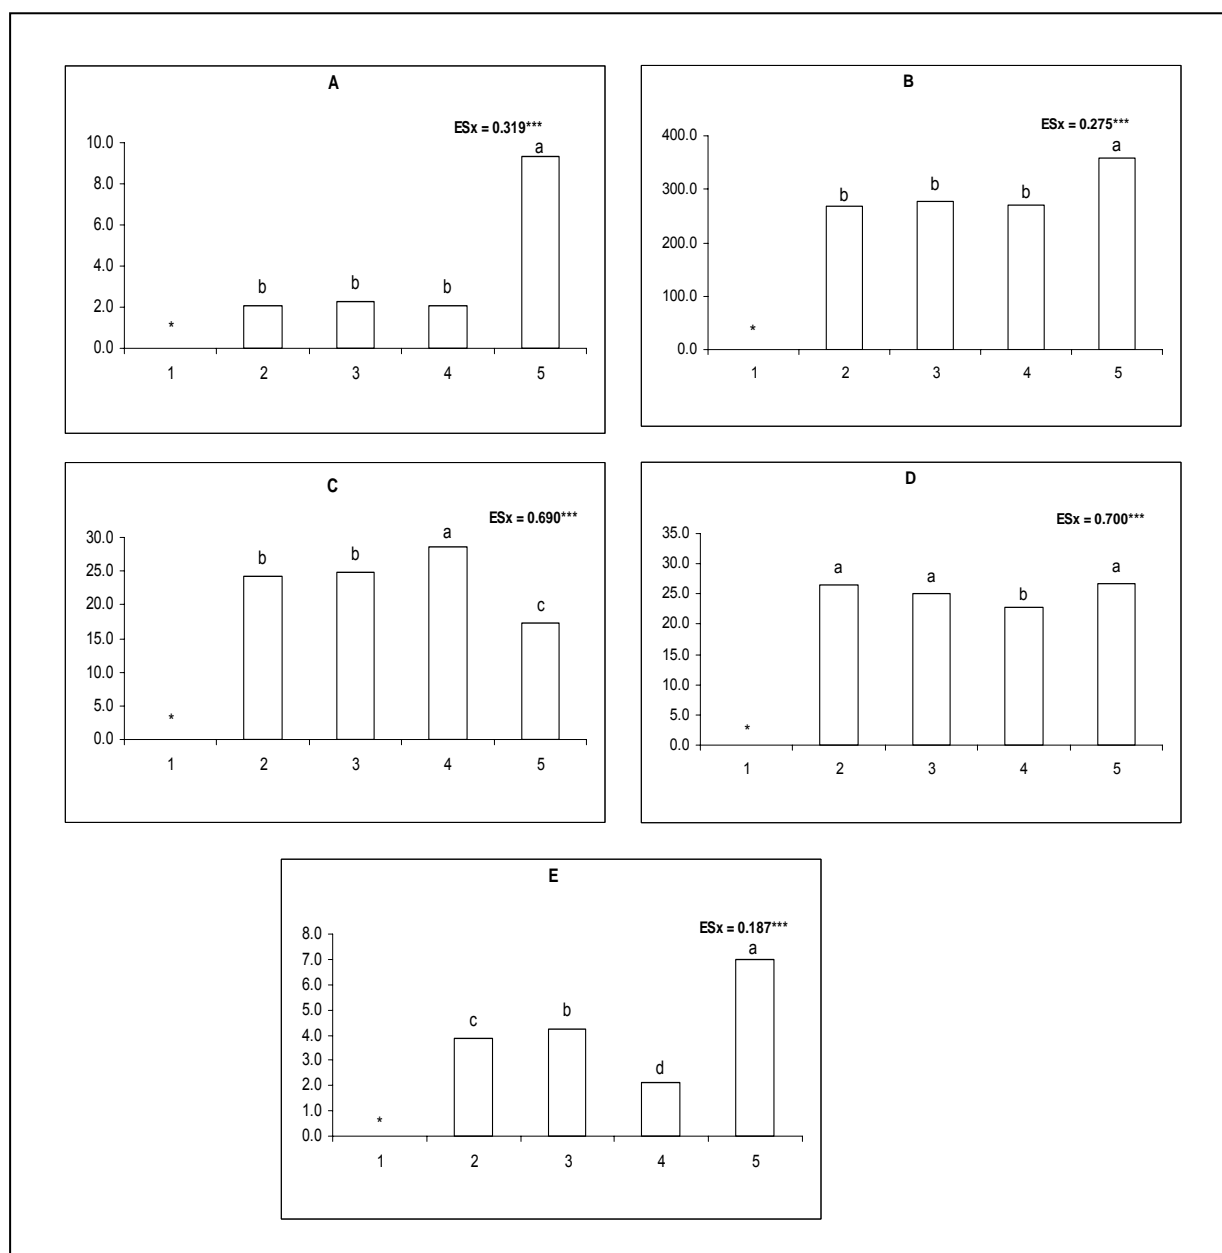 A
ESx = 0.319***
10.0
8.0
6.0
4.0
2.0
0.0
*
b
b
b
a
1 2 3 4 5
B
ESx = 0.275***
400.0
300.0
200.0
100.0
0.0
*
b
b
b
a
1 2 3 4 5
C
ESx = 0.690***
30.0
25.0
20.0
15.0
10.0
5.0
0.0
*
b
b
a
c
1 2 3 4 5
D
ESx = 0.700***
35.0
30.0
25.0
20.0
15.0
10.0
5.0
0.0
*
a
a
b
a
1 2 3 4 5
E
ESx = 0.187***
8.0
7.0
6.0
5.0
4.0
3.0
2.0
1.0
0.0
*
c
b
d
a
1 2 3 4 5